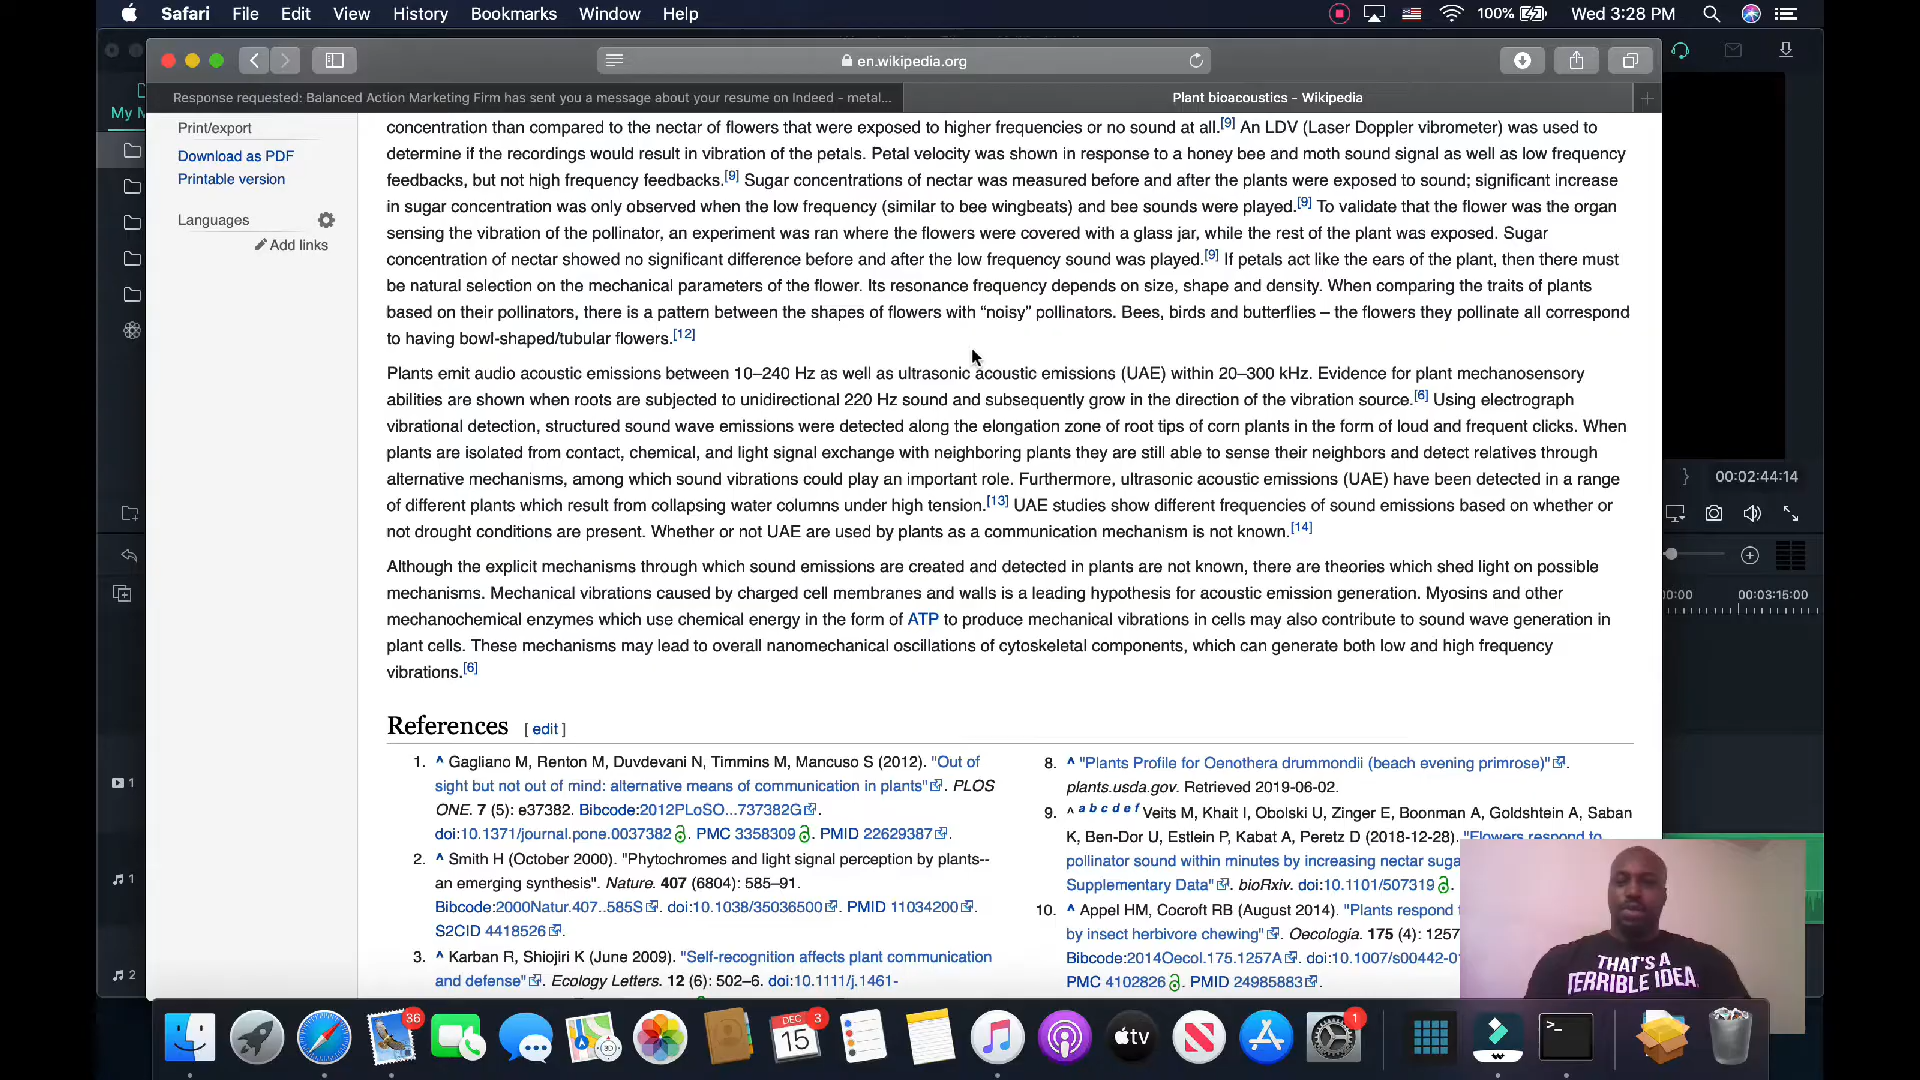 Safari File Edit View History Bookmarks Window Help
100% Wed 3:28 PM
en.wikipedia.org
Response requested: Balanced Action Marketing Firm has sent you a message about your resume on Indeed - metal...
Plant bioacoustics - Wikipedia
My M
Print/export
Download as PDF
Printable version
Languages
Add links
concentration than compared to the nectar of flowers that were exposed to higher frequencies or no sound at all.[9] An LDV (Laser Doppler vibrometer) was used to
determine if the recordings would result in vibration of the petals. Petal velocity was shown in response to a honey bee and moth sound signal as well as low frequency
feedbacks, but not high frequency feedbacks.[9] Sugar concentrations of nectar was measured before and after the plants were exposed to sound; significant increase
in sugar concentration was only observed when the low frequency (similar to bee wingbeats) and bee sounds were played.[9] To validate that the flower was the organ
sensing the vibration of the pollinator, an experiment was ran where the flowers were covered with a glass jar, while the rest of the plant was exposed. Sugar
concentration of nectar showed no significant difference before and after the low frequency sound was played.[9] If petals act like the ears of the plant, then there must
be natural selection on the mechanical parameters of the flower. Its resonance frequency depends on size, shape and density. When comparing the traits of plants
based on their pollinators, there is a pattern between the shapes of flowers with “noisy” pollinators. Bees, birds and butterflies – the flowers they pollinate all correspond
to having bowl-shaped/tubular flowers.[12]
Plants emit audio acoustic emissions between 10–240 Hz as well as ultrasonic acoustic emissions (UAE) within 20–300 kHz. Evidence for plant mechanosensory
abilities are shown when roots are subjected to unidirectional 220 Hz sound and subsequently grow in the direction of the vibration source.[6] Using electrograph
vibrational detection, structured sound wave emissions were detected along the elongation zone of root tips of corn plants in the form of loud and frequent clicks. When
plants are isolated from contact, chemical, and light signal exchange with neighboring plants they are still able to sense their neighbors and detect relatives through
alternative mechanisms, among which sound vibrations could play an important role. Furthermore, ultrasonic acoustic emissions (UAE) have been detected in a range
of different plants which result from collapsing water columns under high tension.[13] UAE studies show different frequencies of sound emissions based on whether or
not drought conditions are present. Whether or not UAE are used by plants as a communication mechanism is not known.[14]
Although the explicit mechanisms through which sound emissions are created and detected in plants are not known, there are theories which shed light on possible
mechanisms. Mechanical vibrations caused by charged cell membranes and walls is a leading hypothesis for acoustic emission generation. Myosins and other
mechanochemical enzymes which use chemical energy in the form of ATP to produce mechanical vibrations in cells may also contribute to sound wave generation in
plant cells. These mechanisms may lead to overall nanomechanical oscillations of cytoskeletal components, which can generate both low and high frequency
vibrations.[6]
References [ edit ]
1. ^ Gagliano M, Renton M, Duvdevani N, Timmins M, Mancuso S (2012). "Out of
sight but not out of mind: alternative means of communication in plants". PLOS
ONE. 7 (5): e37382. Bibcode:2012PLoSO...737382G.
doi:10.1371/journal.pone.0037382. PMC 3358309. PMID 22629387.
2. ^ Smith H (October 2000). "Phytochromes and light signal perception by plants--
an emerging synthesis". Nature. 407 (6804): 585–91.
Bibcode:2000Natur.407..585S. doi:10.1038/35036500. PMID 11034200.
S2CID 4418526.
3. ^ Karban R, Shiojiri K (June 2009). "Self-recognition affects plant communication
and defense". Ecology Letters. 12 (6): 502–6. doi:10.1111/j.1461-
8. ^ "Plants Profile for Oenothera drummondii (beach evening primrose)".
plants.usda.gov. Retrieved 2019-06-02.
9. ^ a b c d e f Veits M, Khait I, Obolski U, Zinger E, Boonman A, Goldshtein A, Saban
K, Ben-Dor U, Estlein P, Kabat A, Peretz D (2018-12-28). "Flowers respond to
pollinator sound within minutes by increasing nectar suga
Supplementary Data". bioRxiv. doi:10.1101/507319.
10. ^ Appel HM, Cocroft RB (August 2014). "Plants respond t
by insect herbivore chewing". Oecologia. 175 (4): 1257
Bibcode:2014Oecol.175.1257A. doi:10.1007/s00442-0
PMC 4102826. PMID 24985883.
00:02:44:14
00:00 00:03:15:00
1
1
2
THAT'S A
TERRIBLE IDEA.
36
DEC
15
3
tv
1